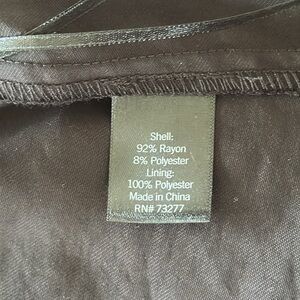 Shell:
92% Rayon
8% Polyester
Lining:
100% Polyester
Made in China
RN# 73277